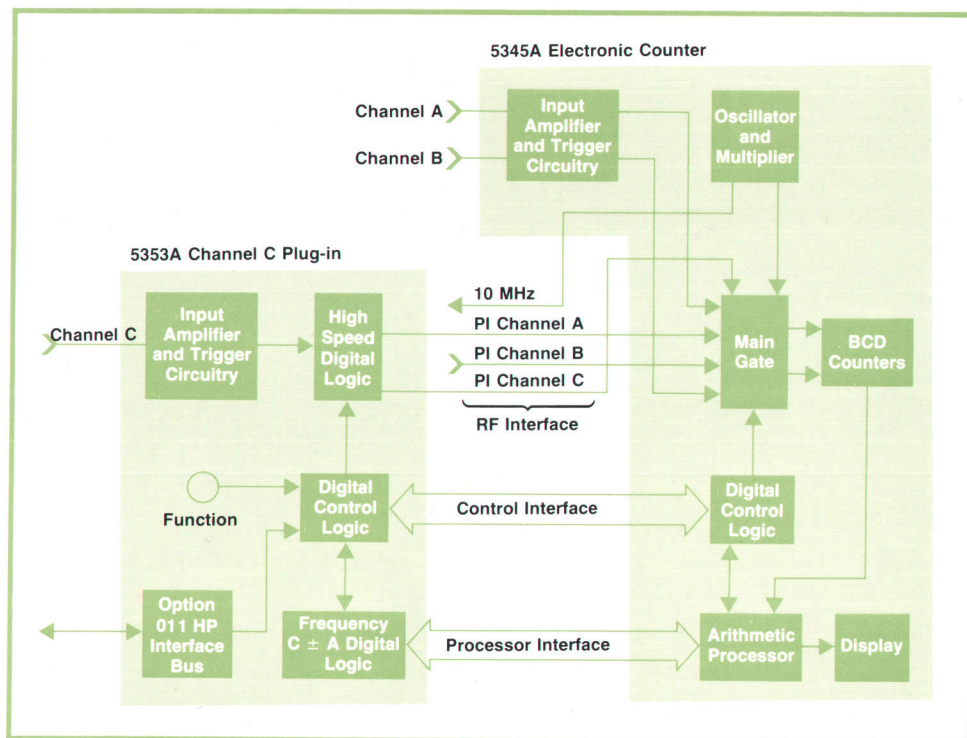 5345A Electronic Counter
Channel A
Channel B
Input
Amplifier
and Trigger
Circuitry
Oscillator
and
Multiplier
5353A Channel C Plug-in
Channel C
Input
Amplifier
and Trigger
Circuitry
High
Speed
Digital
Logic
10 MHz
PI Channel A
PI Channel B
PI Channel C
RF Interface
Main
Gate
BCD
Counters
Function
Digital
Control
Logic
Control Interface
Digital
Control
Logic
Option
011 HP
Interface
Bus
Frequency
C ± A Digital
Logic
Processor Interface
Arithmetic
Processor
Display